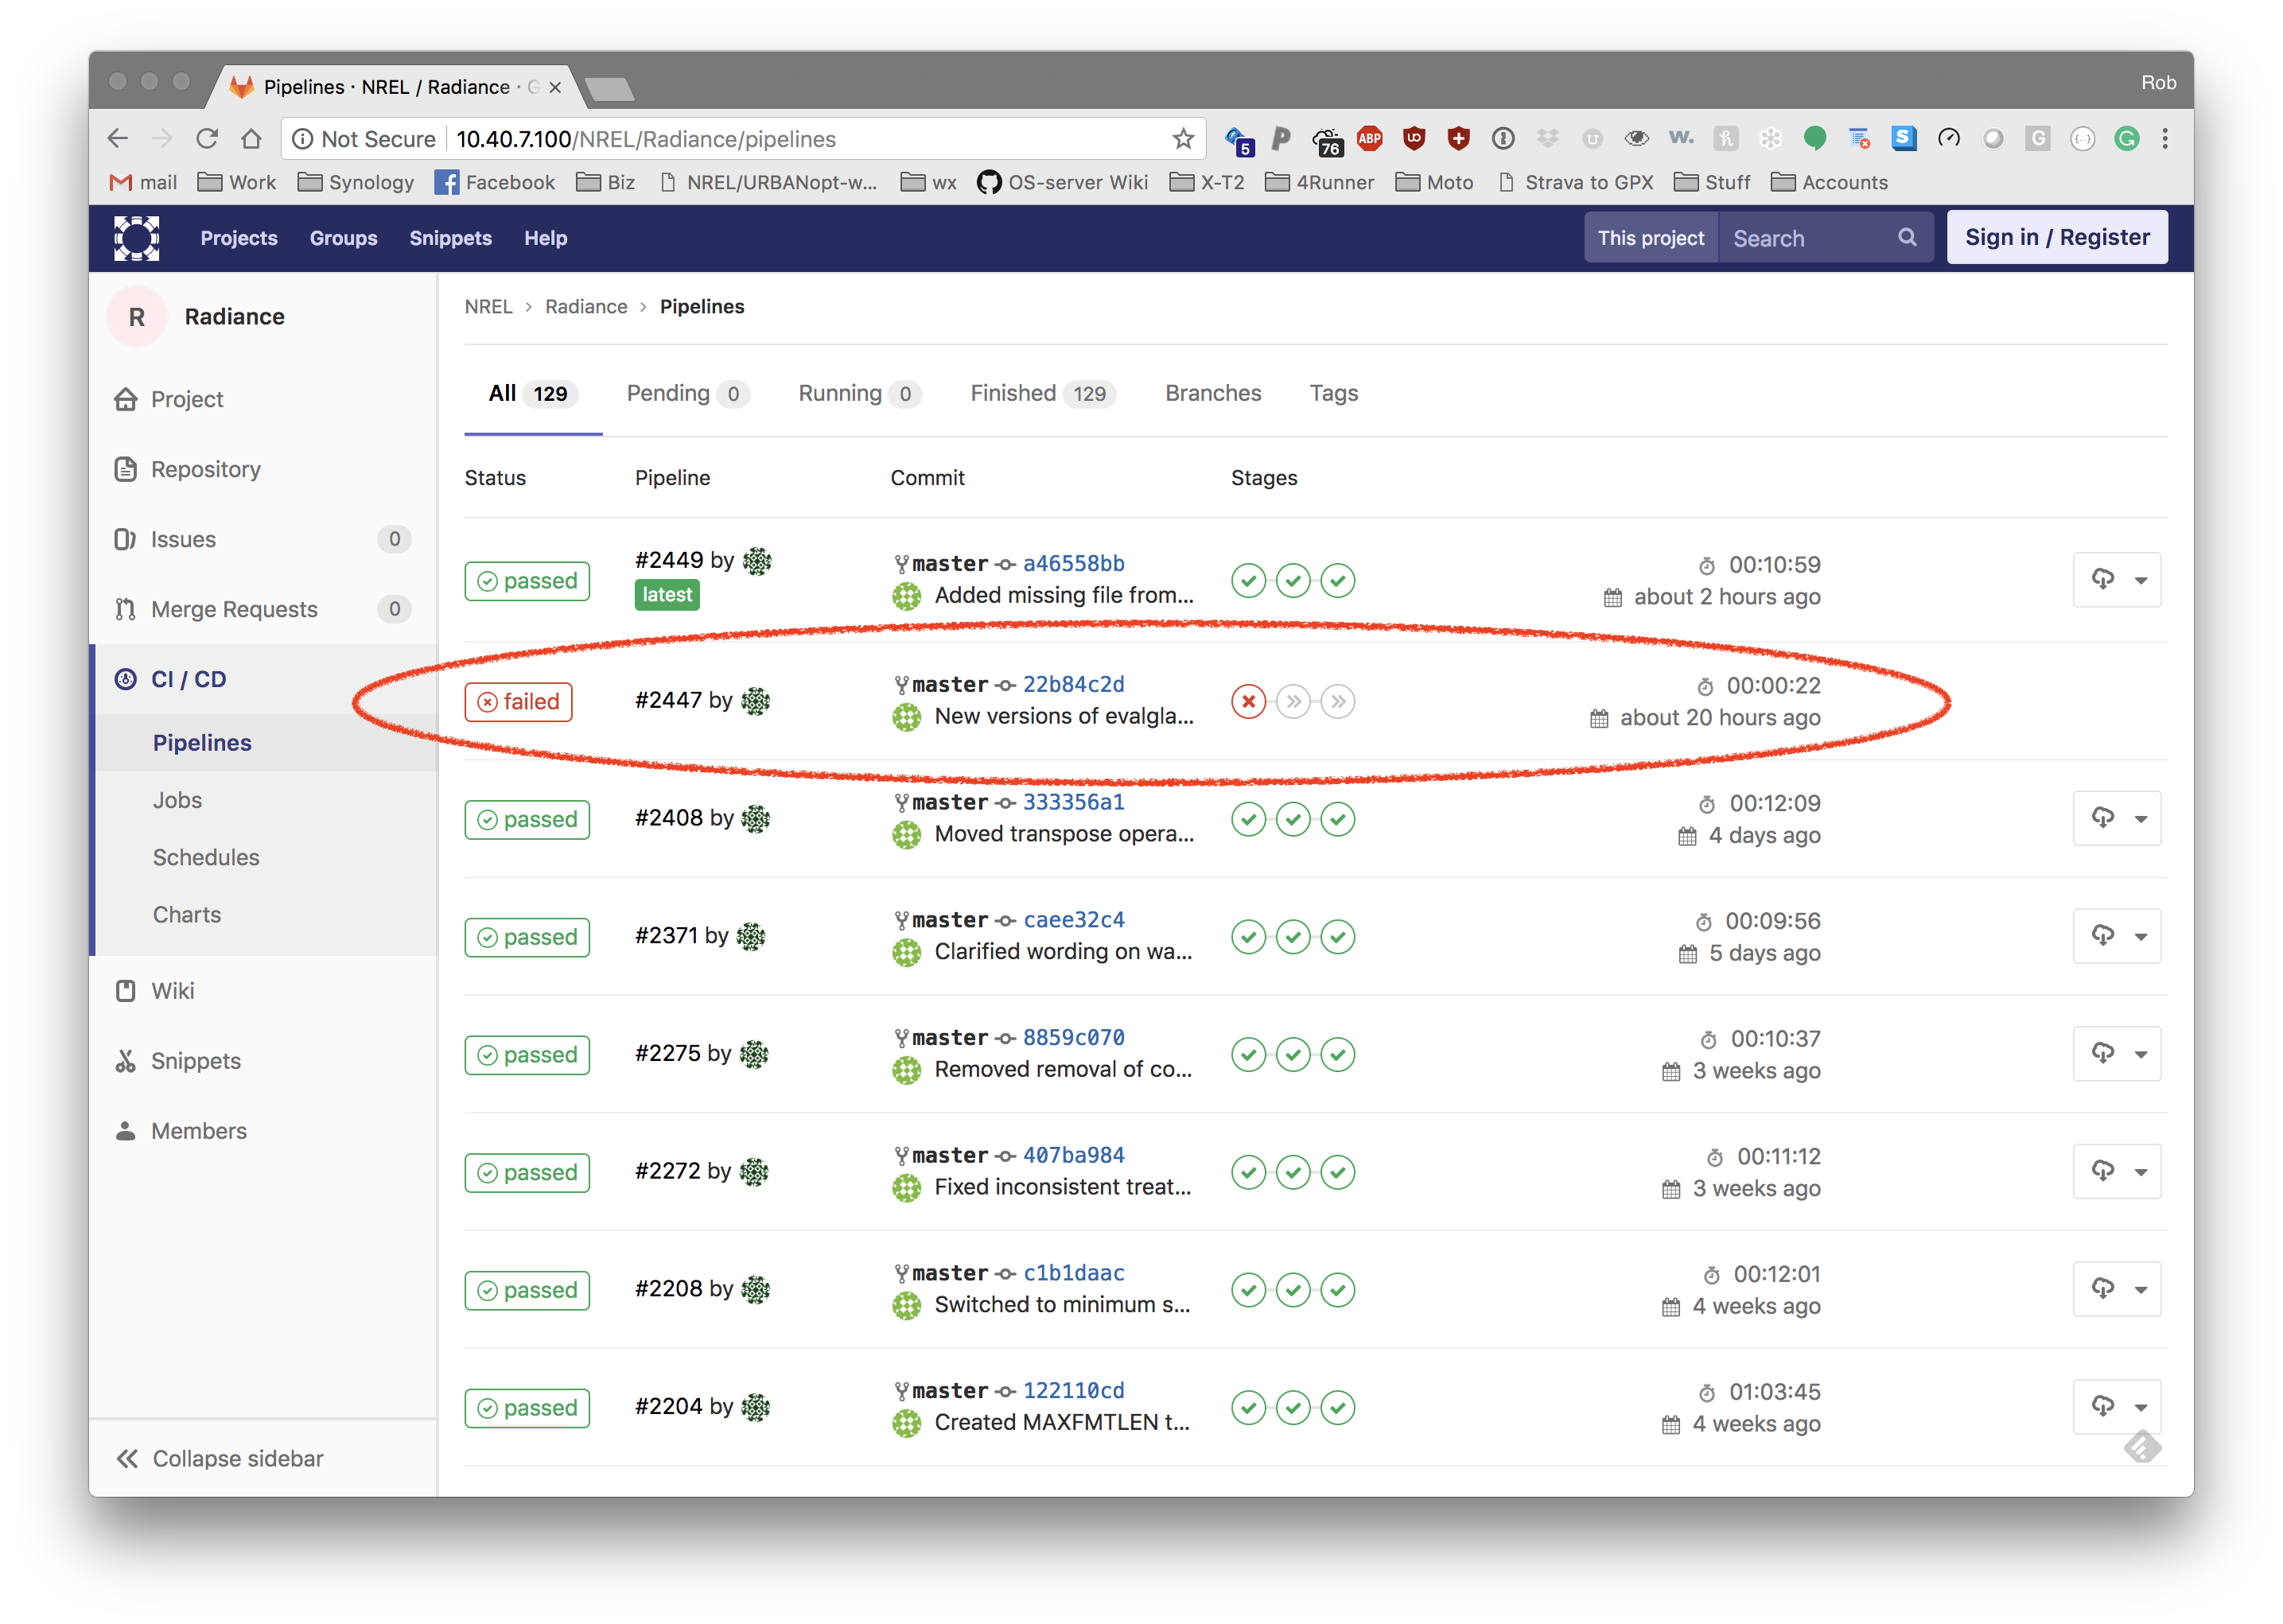 Pipelines · NREL / Radiance · G
Rob
Not Secure 10.40.7.100/NREL/Radiance/pipelines
5 76 ABP
mail Work Synology Facebook Biz NREL/URBANopt-w... wx OS-server Wiki X-T2 4Runner Moto Strava to GPX Stuff Accounts
Projects Groups Snippets Help This project Search Sign in / Register
R Radiance
NREL > Radiance > Pipelines
Project
Repository
Issues 0
Merge Requests 0
CI / CD
Pipelines
Jobs
Schedules
Charts
Wiki
Snippets
Members
Collapse sidebar
All 129 Pending 0 Running 0 Finished 129 Branches Tags
Status Pipeline Commit Stages
passed #2449 by master a46558bb 00:10:59
latest Added missing file from... about 2 hours ago
failed #2447 by master 22b84c2d 00:00:22
New versions of evalgla... about 20 hours ago
passed #2408 by master 333356a1 00:12:09
Moved transpose opera... 4 days ago
passed #2371 by master caee32c4 00:09:56
Clarified wording on wa... 5 days ago
passed #2275 by master 8859c070 00:10:37
Removed removal of co... 3 weeks ago
passed #2272 by master 407ba984 00:11:12
Fixed inconsistent treat... 3 weeks ago
passed #2208 by master c1b1daac 00:12:01
Switched to minimum s... 4 weeks ago
passed #2204 by master 122110cd 01:03:45
Created MAXFMTLEN t... 4 weeks ago